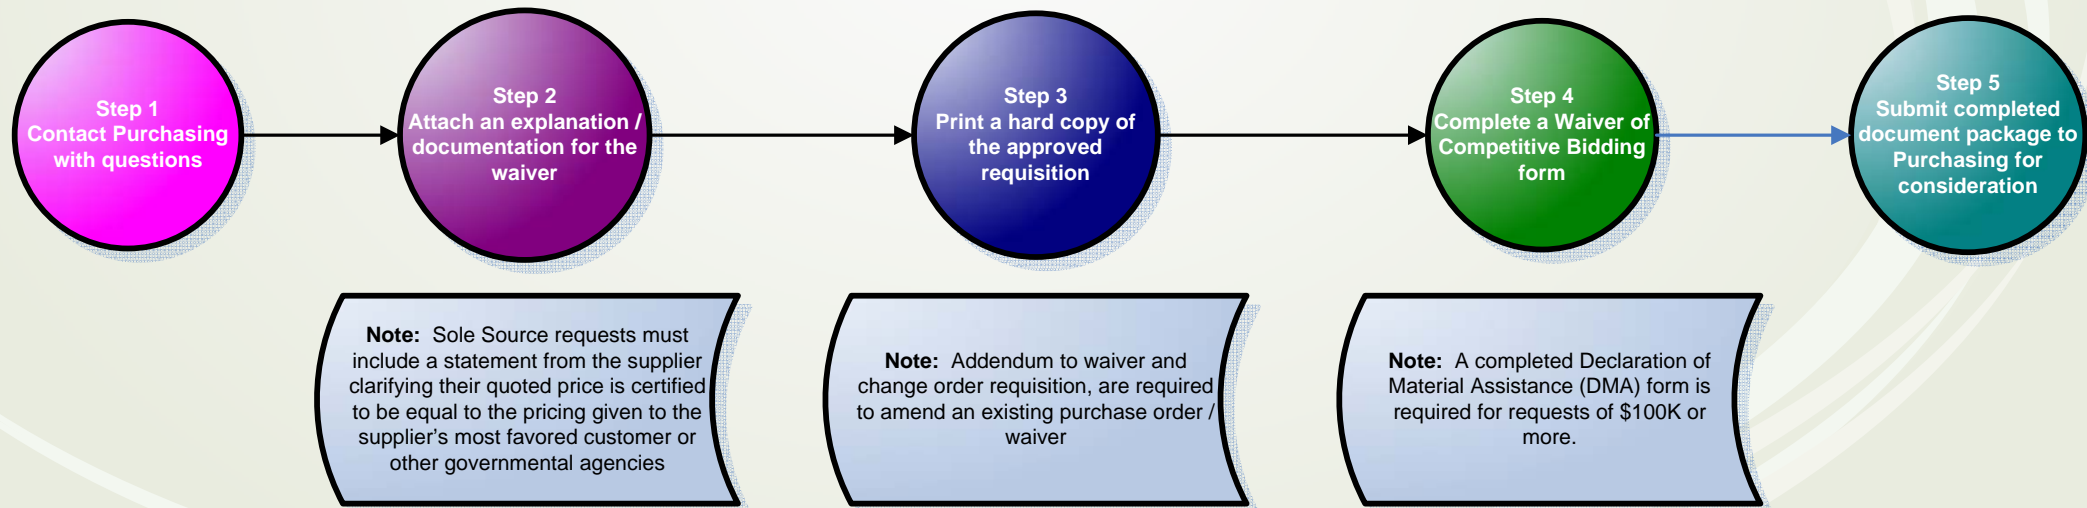 Step 1
Contact Purchasing
with questions
Step 2
Attach an explanation /
documentation for the
waiver
Step 3
Print a hard copy of
the approved
requisition
Step 4
Complete a Waiver of
Competitive Bidding
form
Step 5
Submit completed
document package to
Purchasing for
consideration
Note: Sole Source requests must
include a statement from the supplier
clarifying their quoted price is certified
to be equal to the pricing given to the
supplier's most favored customer or
other governmental agencies
Note: Addendum to waiver and
change order requisition, are required
to amend an existing purchase order /
waiver
Note: A completed Declaration of
Material Assistance (DMA) form is
required for requests of $100K or
more.